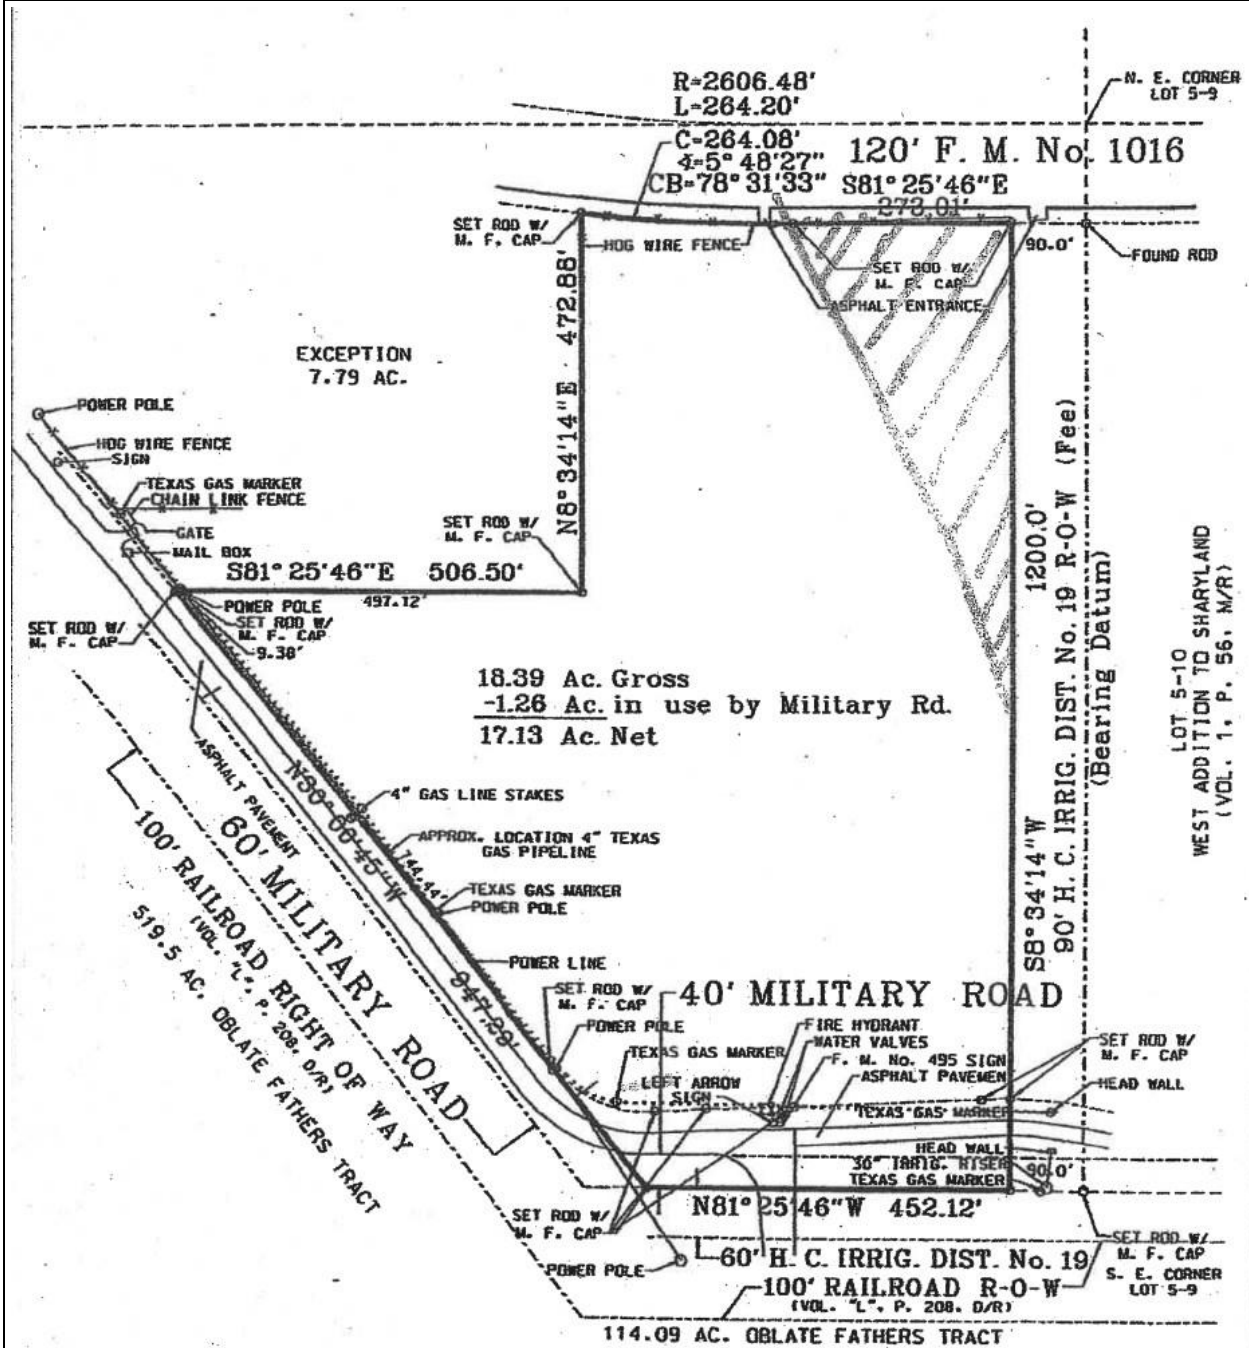 R=2606.48'
L=264.20'
C=264.08'
∢=5° 48'27"
CB=78° 31'33"
N. E. CORNER
LOT 5-9
120' F. M. No. 1016
S81° 25'46"E
273.01'
SET ROD W/
M. F. CAP
HOG WIRE FENCE
SET ROD W/
M. F. CAP
ASPHALT ENTRANCE
90.0'
FOUND ROD
N8° 34'14"E 472.88'
EXCEPTION
7.79 AC.
POWER POLE
HOG WIRE FENCE
SIGN
TEXAS GAS MARKER
CHAIN LINK FENCE
GATE
MAIL BOX
SET ROD W/
M. F. CAP
S81° 25'46"E 506.50'
497.12'
POWER POLE
SET ROD W/
M. F. CAP
9.38'
SET ROD W/
M. F. CAP
18.39 Ac. Gross
-1.26 Ac. in use by Military Rd.
17.13 Ac. Net
S8° 34'14"W 1200.0'
90' H. C. IRRIG. DIST. No. 19 R-O-W (Fee)
(Bearing Datum)
LOT 5-10
WEST ADDITION TO SHARYLAND
(VOL. 1, P. 56, M/R)
ASPHALT PAVEMENT
N30° 00'45"W
947.29'
744.44'
4" GAS LINE STAKES
APPROX. LOCATION 4" TEXAS
GAS PIPELINE
TEXAS GAS MARKER
POWER POLE
POWER LINE
60' MILITARY ROAD
100' RAILROAD RIGHT OF WAY
(VOL. "L", P. 208, D/R)
519.5 AC. OBLATE FATHERS TRACT
SET ROD W/
M. F. CAP
POWER POLE
40' MILITARY ROAD
TEXAS GAS MARKER
LEFT ARROW
SIGN
FIRE HYDRANT
WATER VALVES
F. M. No. 495 SIGN
ASPHALT PAVEMEN
SET ROD W/
M. F. CAP
HEAD WALL
TEXAS GAS MARKER
HEAD WALL
30" IRRIG. RISER
90.0'
TEXAS GAS MARKER
N81° 25'46"W 452.12'
SET ROD W/
M. F. CAP
POWER POLE
60' H. C. IRRIG. DIST. No. 19
100' RAILROAD R-O-W
(VOL. "L", P. 208, D/R)
SET ROD W/
M. F. CAP
S. E. CORNER
LOT 5-9
114.09 AC. OBLATE FATHERS TRACT